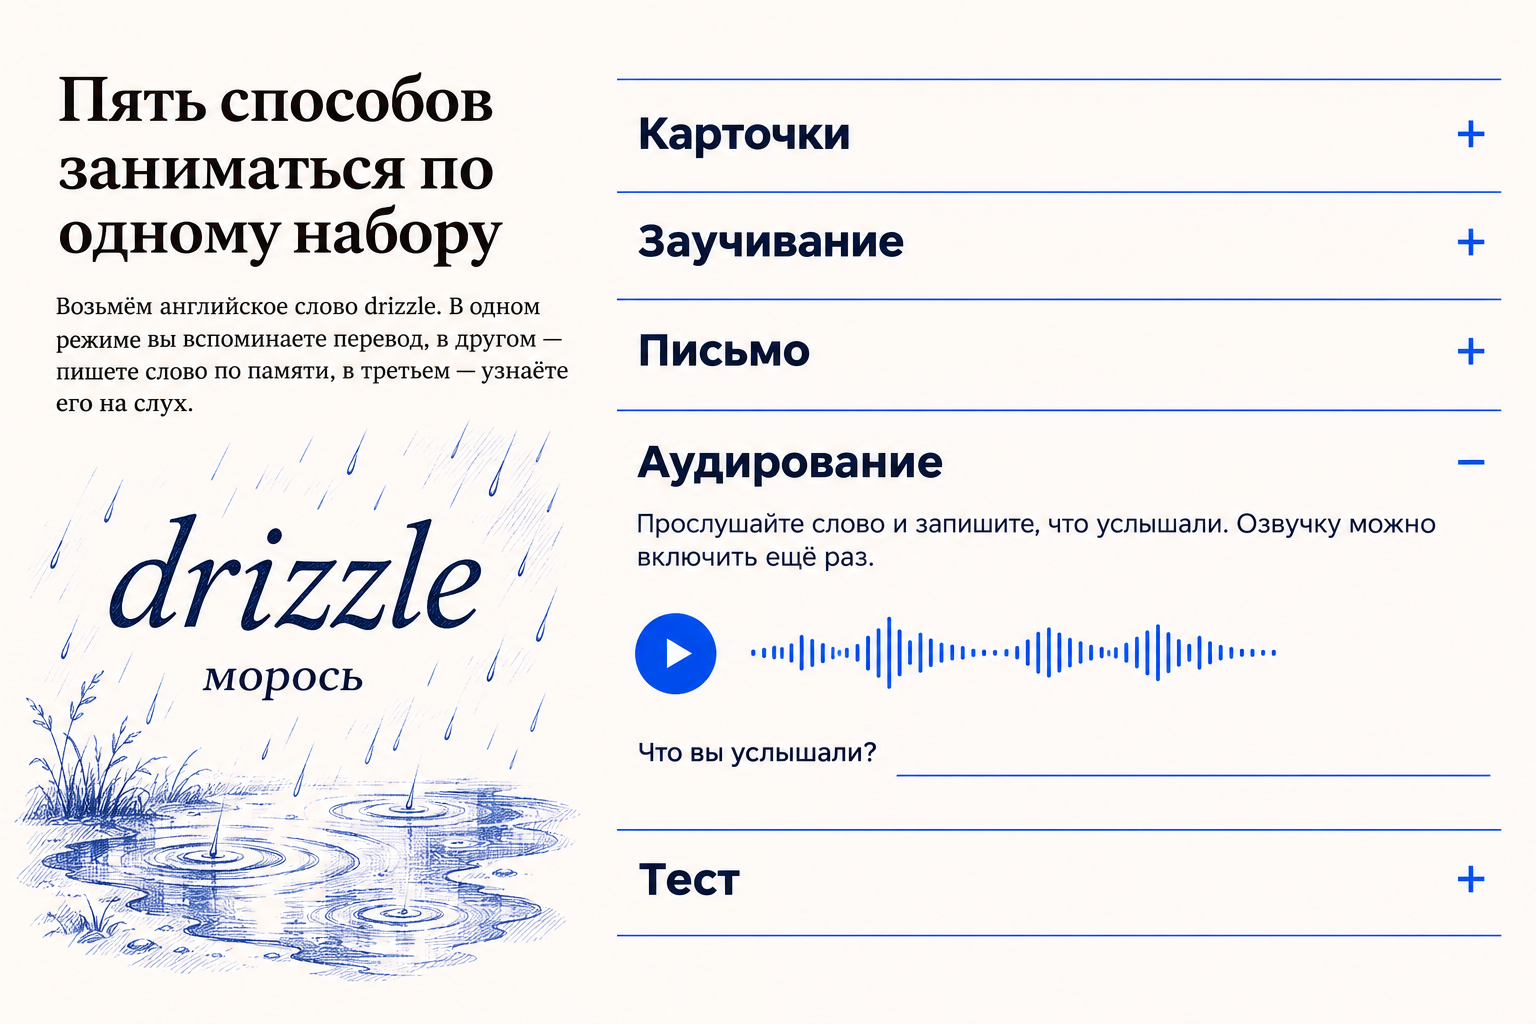 Пять способов
заниматься по
одному набору
Возьмём английское слово drizzle. В одном
режиме вы вспоминаете перевод, в другом —
пишете слово по памяти, в третьем — узнаёте
его на слух.
drizzle
морось
Карточки
Заучивание
Письмо
Аудирование
Прослушайте слово и запишите, что услышали. Озвучку можно
включить ещё раз.
Что вы услышали?
Тест